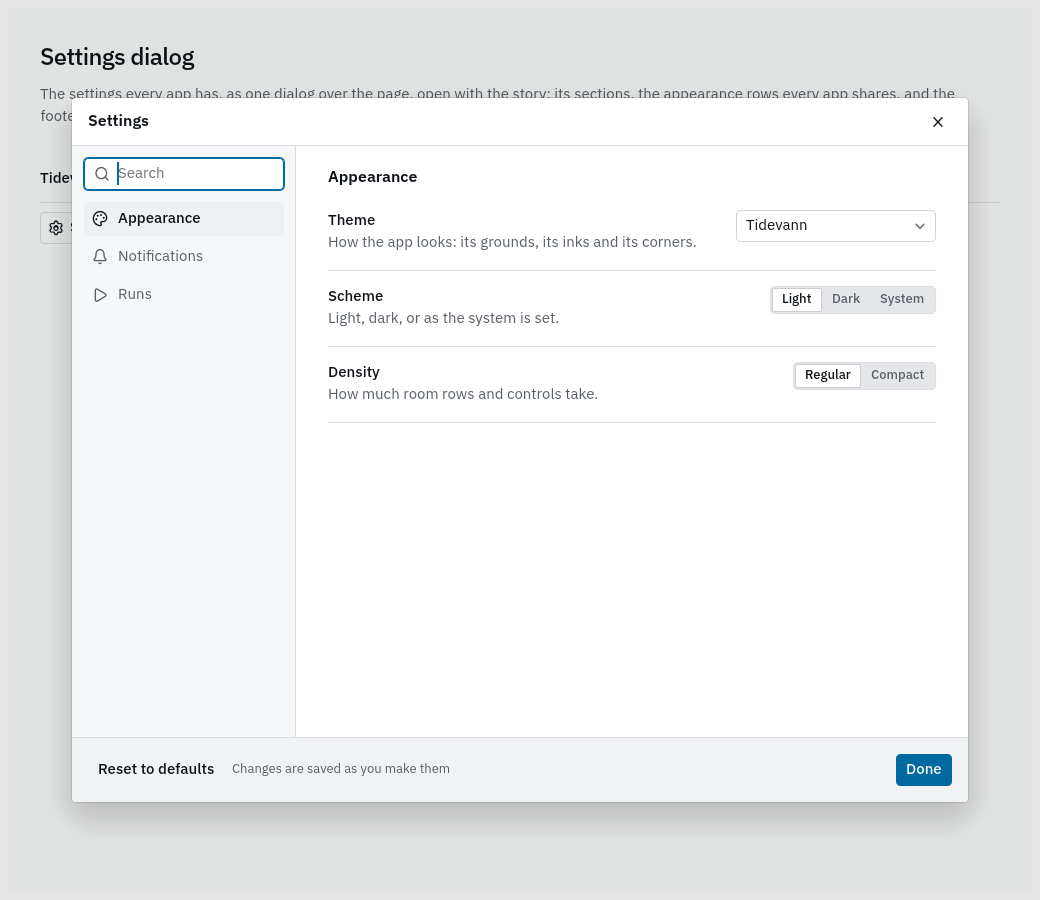 Settings dialog
The settings every app has, as one dialog over the page, open with the story: its sections, the appearance rows every app shares, and the
Settings
Search
Appearance
Notifications
Runs
Appearance
Theme
How the app looks: its grounds, its inks and its corners.
Tidevann
Scheme
Light, dark, or as the system is set.
Light Dark System
Density
How much room rows and controls take.
Regular Compact
Reset to defaults
Changes are saved as you make them
Done